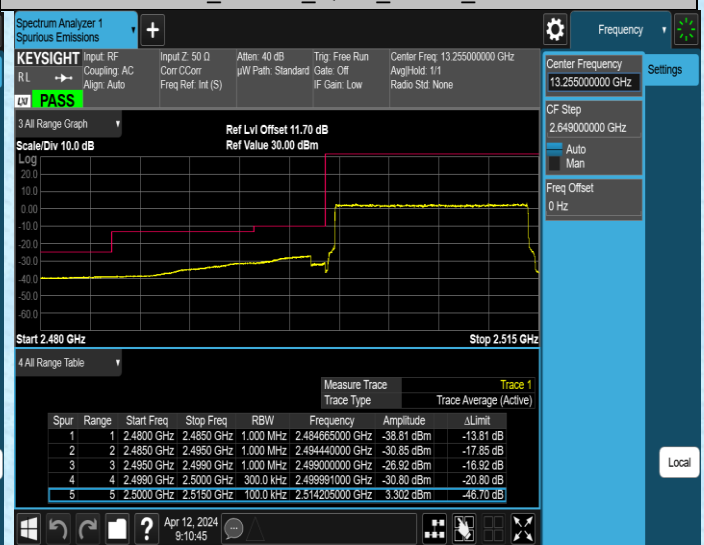 Spectrum Analyzer 1
Spurious Emissions
Frequency
KEYSIGHT
RL
LXI
PASS
Input: RF
Coupling: AC
Align: Auto
Input Z: 50 Ω
Corr CCorr
Freq Ref: Int (S)
Atten: 40 dB
µW Path: Standard
Trig: Free Run
Gate: Off
IF Gain: Low
Center Freq: 13.255000000 GHz
Avg|Hold: 1/1
Radio Std: None
3 All Range Graph
Scale/Div 10.0 dB
Ref Lvl Offset 11.70 dB
Ref Value 30.00 dBm
Log
20.0
10.0
0.00
-10.0
-20.0
-30.0
-40.0
-50.0
-60.0
Start 2.480 GHz
Stop 2.515 GHz
4 All Range Table
Measure Trace Trace 1
Trace Type Trace Average (Active)
Spur Range Start Freq Stop Freq RBW Frequency Amplitude ΔLimit
1 1 2.4800 GHz 2.4850 GHz 1.000 MHz 2.484665000 GHz -38.81 dBm -13.81 dB
2 2 2.4850 GHz 2.4950 GHz 1.000 MHz 2.494440000 GHz -30.85 dBm -17.85 dB
3 3 2.4950 GHz 2.4990 GHz 1.000 MHz 2.499000000 GHz -26.92 dBm -16.92 dB
4 4 2.4990 GHz 2.5000 GHz 300.0 kHz 2.499991000 GHz -30.80 dBm -20.80 dB
5 5 2.5000 GHz 2.5150 GHz 100.0 kHz 2.514205000 GHz 3.302 dBm -46.70 dB
Center Frequency
13.255000000 GHz
Settings
CF Step
2.649000000 GHz
Auto
Man
Freq Offset
0 Hz
Local
Apr 12, 2024
9:10:45